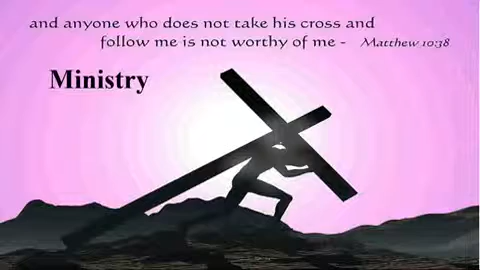 and anyone who does not take his cross and
follow me is not worthy of me - Matthew 10:38
Ministry